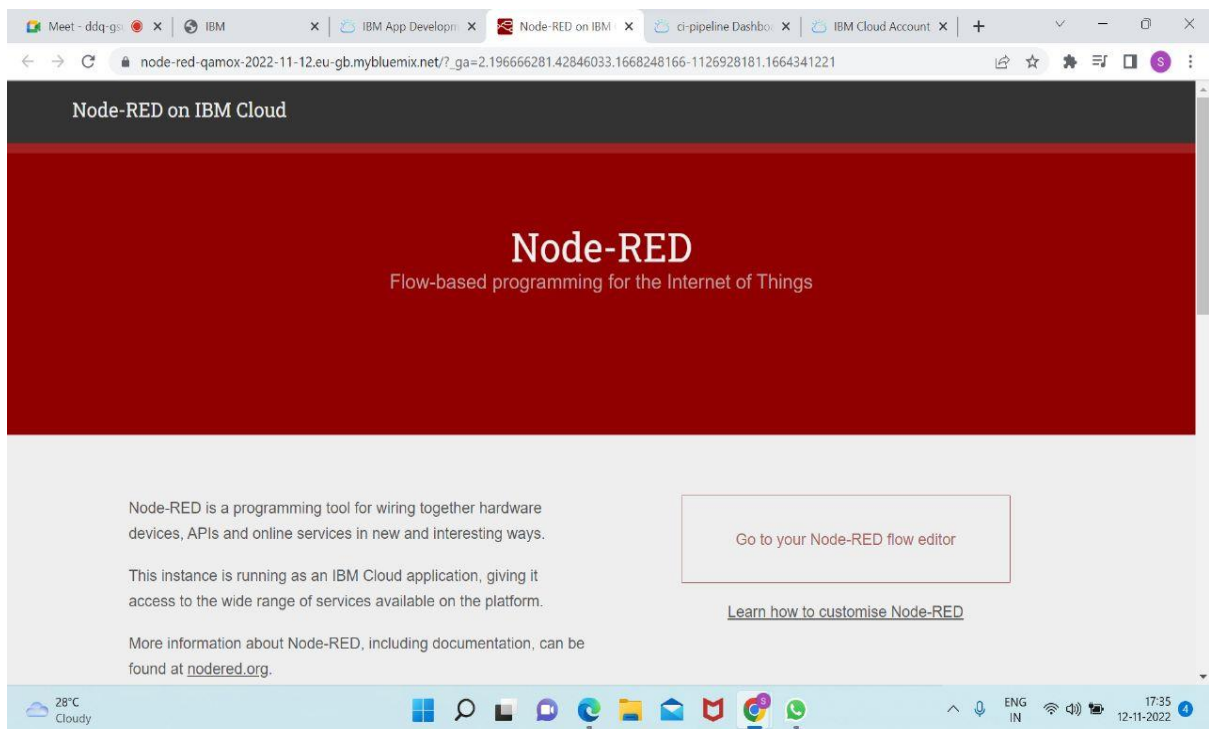 Meet - ddq-gs
IBM
IBM App Developm
Node-RED on IBM
ci-pipeline Dashbo
IBM Cloud Account
node-red-qamox-2022-11-12.eu-gb.mybluemix.net/?_ga=2.196666281.42846033.1668248166-1126928181.1664341221
S
Node-RED on IBM Cloud
Node-RED
Flow-based programming for the Internet of Things
Node-RED is a programming tool for wiring together hardware
devices, APIs and online services in new and interesting ways.
This instance is running as an IBM Cloud application, giving it
access to the wide range of services available on the platform.
More information about Node-RED, including documentation, can be
found at nodered.org.
Go to your Node-RED flow editor
Learn how to customise Node-RED
28°C
Cloudy
S
ENG
IN
17:35
12-11-2022
4